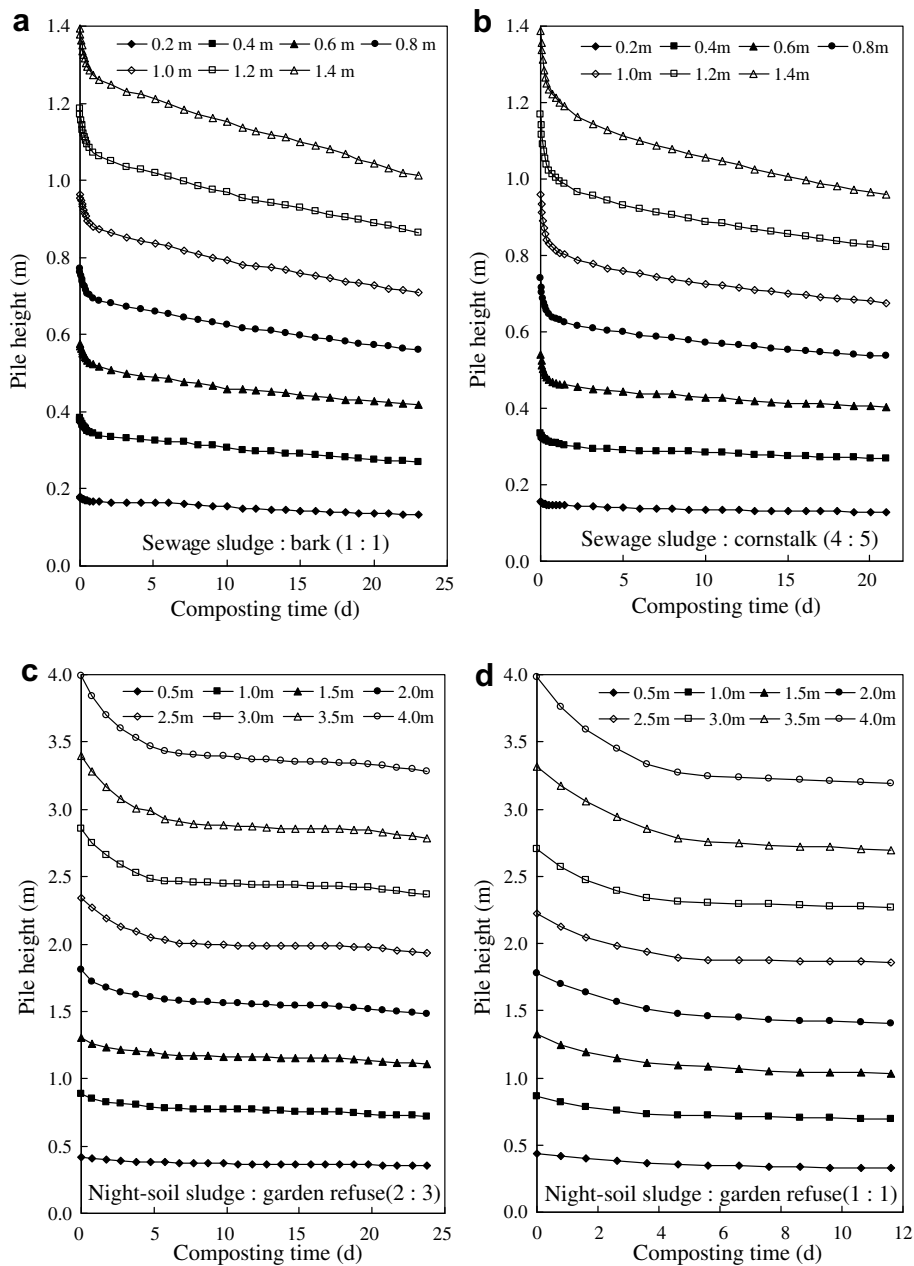 a
1.4
0.2 m 0.4 m 0.6 m 0.8 m
1.0 m 1.2 m 1.4 m
1.2
1.0
0.8
0.6
0.4
0.2
0.0
Pile height (m)
Sewage sludge : bark (1 : 1)
0 5 10 15 20 25
Composting time (d)
b
1.4
0.2m 0.4m 0.6m 0.8m
1.0m 1.2m 1.4m
1.2
1.0
0.8
0.6
0.4
0.2
0.0
Pile height (m)
Sewage sludge : cornstalk (4 : 5)
0 5 10 15 20
Composting time (d)
c
4.0
0.5m 1.0m 1.5m 2.0m
2.5m 3.0m 3.5m 4.0m
3.5
3.0
2.5
2.0
1.5
1.0
0.5
0.0
Pile height (m)
Night-soil sludge : garden refuse(2 : 3)
0 5 10 15 20 25
Composting time (d)
d
4.0
0.5m 1.0m 1.5m 2.0m
2.5m 3.0m 3.5m 4.0m
3.5
3.0
2.5
2.0
1.5
1.0
0.5
0.0
Pile height (m)
Night-soil sludge : garden refuse(1 : 1)
0 2 4 6 8 10 12
Composting time (d)